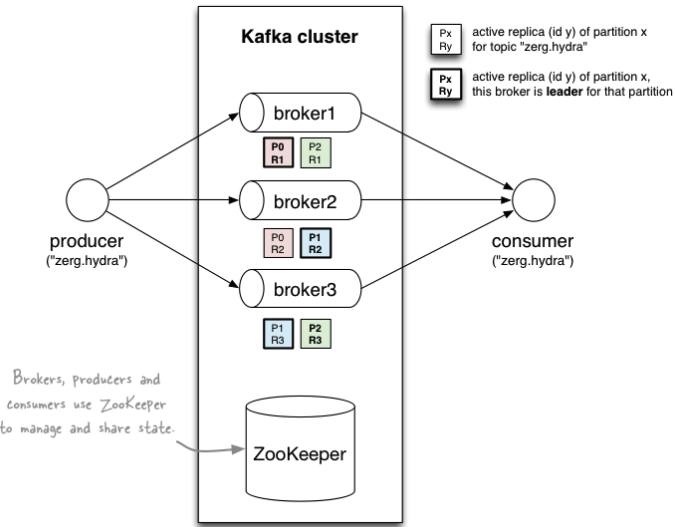 Kafka cluster
Px
Ry
active replica (id y) of partition x
for topic "zerg.hydra"
Px
Ry
active replica (id y) of partition x,
this broker is leader for that partition
broker1
P0
R1
P2
R1
broker2
P0
R2
P1
R2
producer
("zerg.hydra")
consumer
("zerg.hydra")
broker3
P1
R3
P2
R3
Brokers, producers and
consumers use ZooKeeper
to manage and share state.
ZooKeeper